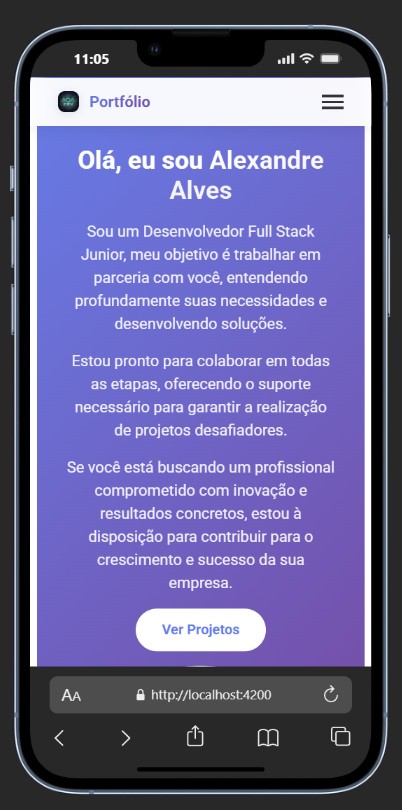 11:05
Portfólio
Olá, eu sou Alexandre
Alves
Sou um Desenvolvedor Full Stack
Junior, meu objetivo é trabalhar em
parceria com você, entendendo
profundamente suas necessidades e
desenvolvendo soluções.
Estou pronto para colaborar em todas
as etapas, oferecendo o suporte
necessário para garantir a realização
de projetos desafiadores.
Se você está buscando um profissional
comprometido com inovação e
resultados concretos, estou à
disposição para contribuir para o
crescimento e sucesso da sua
empresa.
Ver Projetos
AA http://localhost:4200